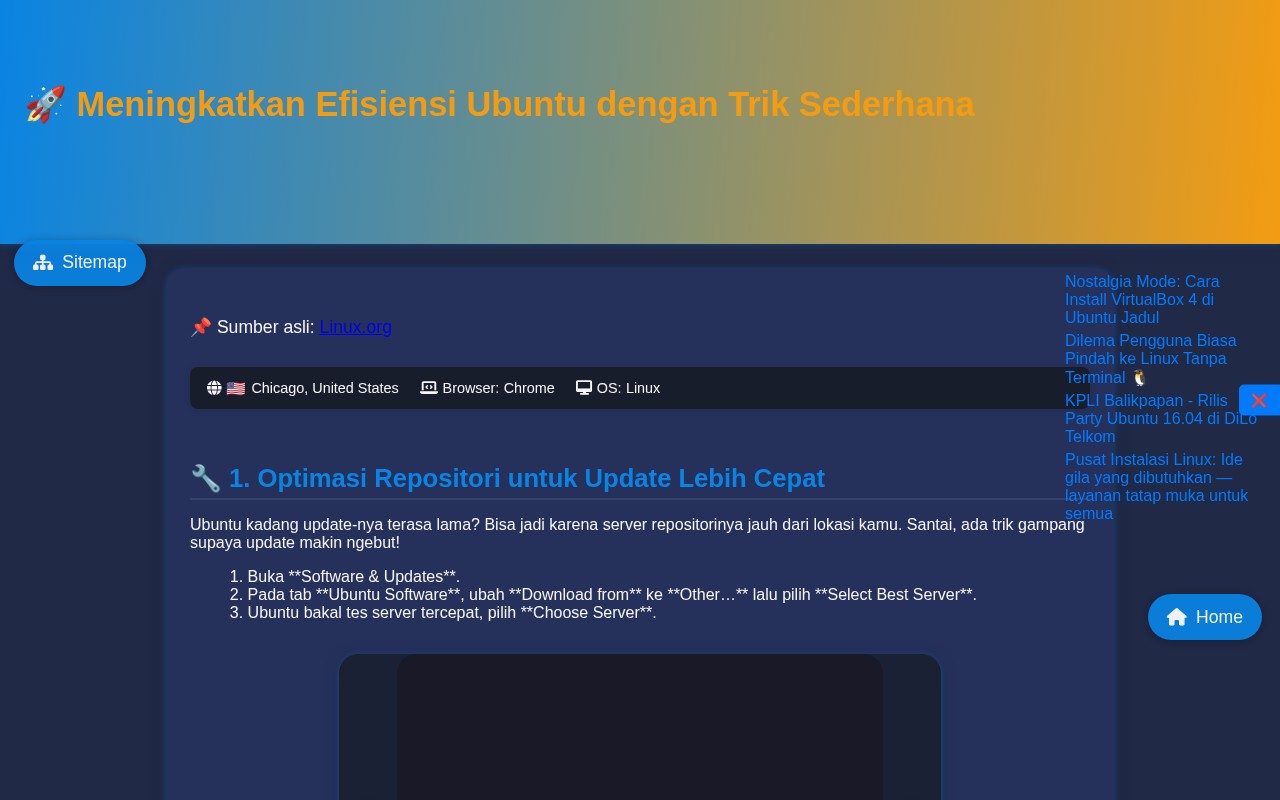 🚀 Meningkatkan Efisiensi Ubuntu dengan Trik Sederhana
Sitemap
📌 Sumber asli: Linux.org
🇺🇸 Chicago, United States Browser: Chrome OS: Linux
🔧 1. Optimasi Repositori untuk Update Lebih Cepat
Ubuntu kadang update-nya terasa lama? Bisa jadi karena server repositorinya jauh dari lokasi kamu. Santai, ada trik gampang
supaya update makin ngebut!
1. Buka **Software & Updates**.
2. Pada tab **Ubuntu Software**, ubah **Download from** ke **Other…** lalu pilih **Select Best Server**.
3. Ubuntu bakal tes server tercepat, pilih **Choose Server**.
Nostalgia Mode: Cara
Install VirtualBox 4 di
Ubuntu Jadul
Dilema Pengguna Biasa
Pindah ke Linux Tanpa
Terminal 🐧
KPLI Balikpapan - Rilis
Party Ubuntu 16.04 di DiLo
Telkom
Pusat Instalasi Linux: Ide
gila yang dibutuhkan —
layanan tatap muka untuk
semua
❌
Home